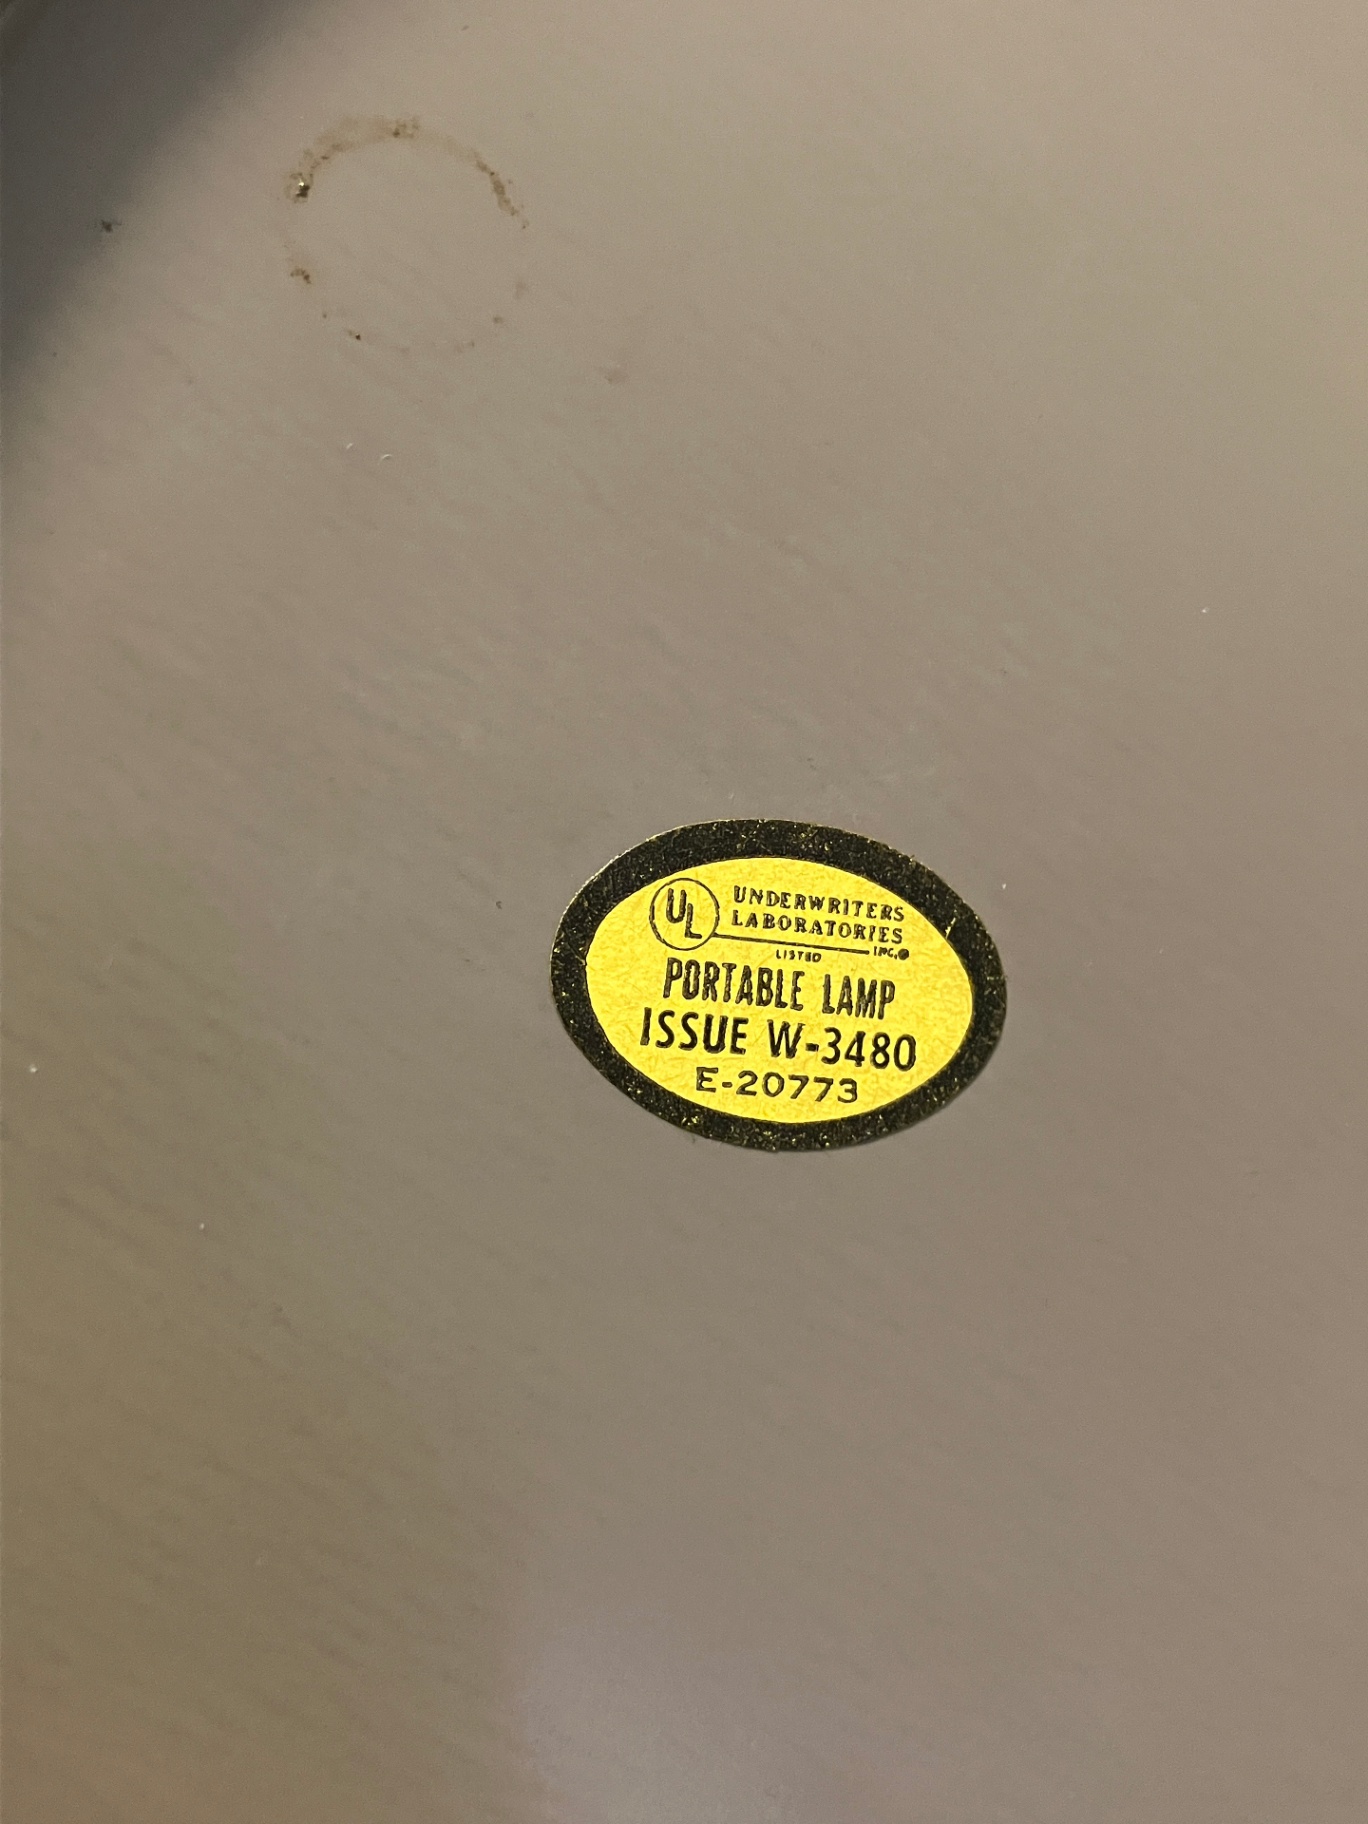 UL
UNDERWRITERS
LABORATORIES
INC.®
LISTED
PORTABLE LAMP
ISSUE W-3480
E-20773